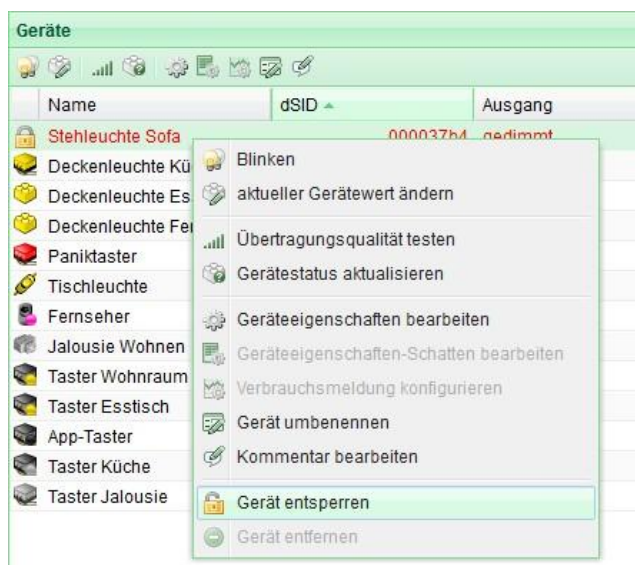 Geräte
Name dSID Ausgang
Stehleuchte Sofa 000037b4 gedimmt
Deckenleuchte Kü
Deckenleuchte Es
Deckenleuchte Fer
Paniktaster
Tischleuchte
Fernseher
Jalousie Wohnen
Taster Wohnraum
Taster Esstisch
App-Taster
Taster Küche
Taster Jalousie
Blinken
aktueller Gerätewert ändern
Übertragungsqualität testen
Gerätestatus aktualisieren
Geräteeigenschaften bearbeiten
Geräteeigenschaften-Schatten bearbeiten
Verbrauchsmeldung konfigurieren
Gerät umbenennen
Kommentar bearbeiten
Gerät entsperren
Gerät entfernen